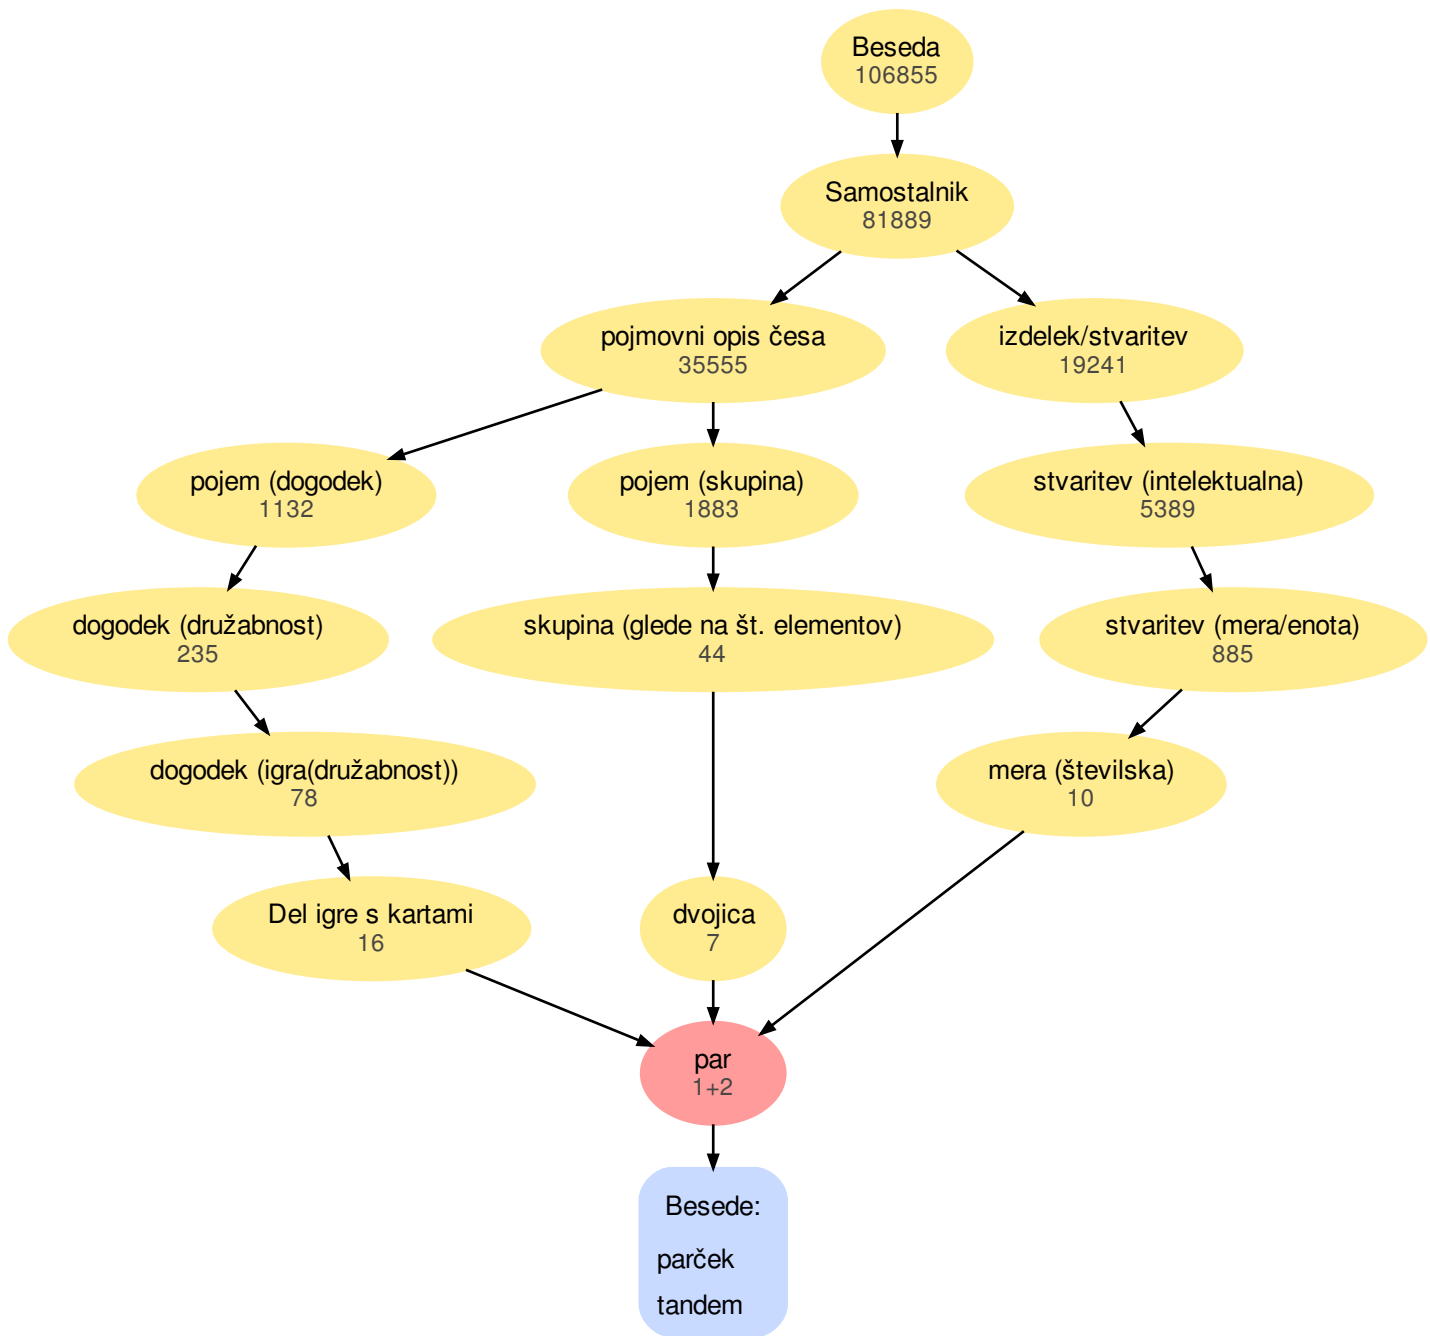 Beseda
106855
Samostalnik
81889
pojmovni opis česa
35555
izdelek/stvaritev
19241
pojem (dogodek)
1132
pojem (skupina)
1883
stvaritev (intelektualna)
5389
dogodek (družabnost)
235
skupina (glede na št. elementov)
44
stvaritev (mera/enota)
885
dogodek (igra(družabnost))
78
mera (številska)
10
Del igre s kartami
16
dvojica
7
par
1+2
Besede:
parček
tandem